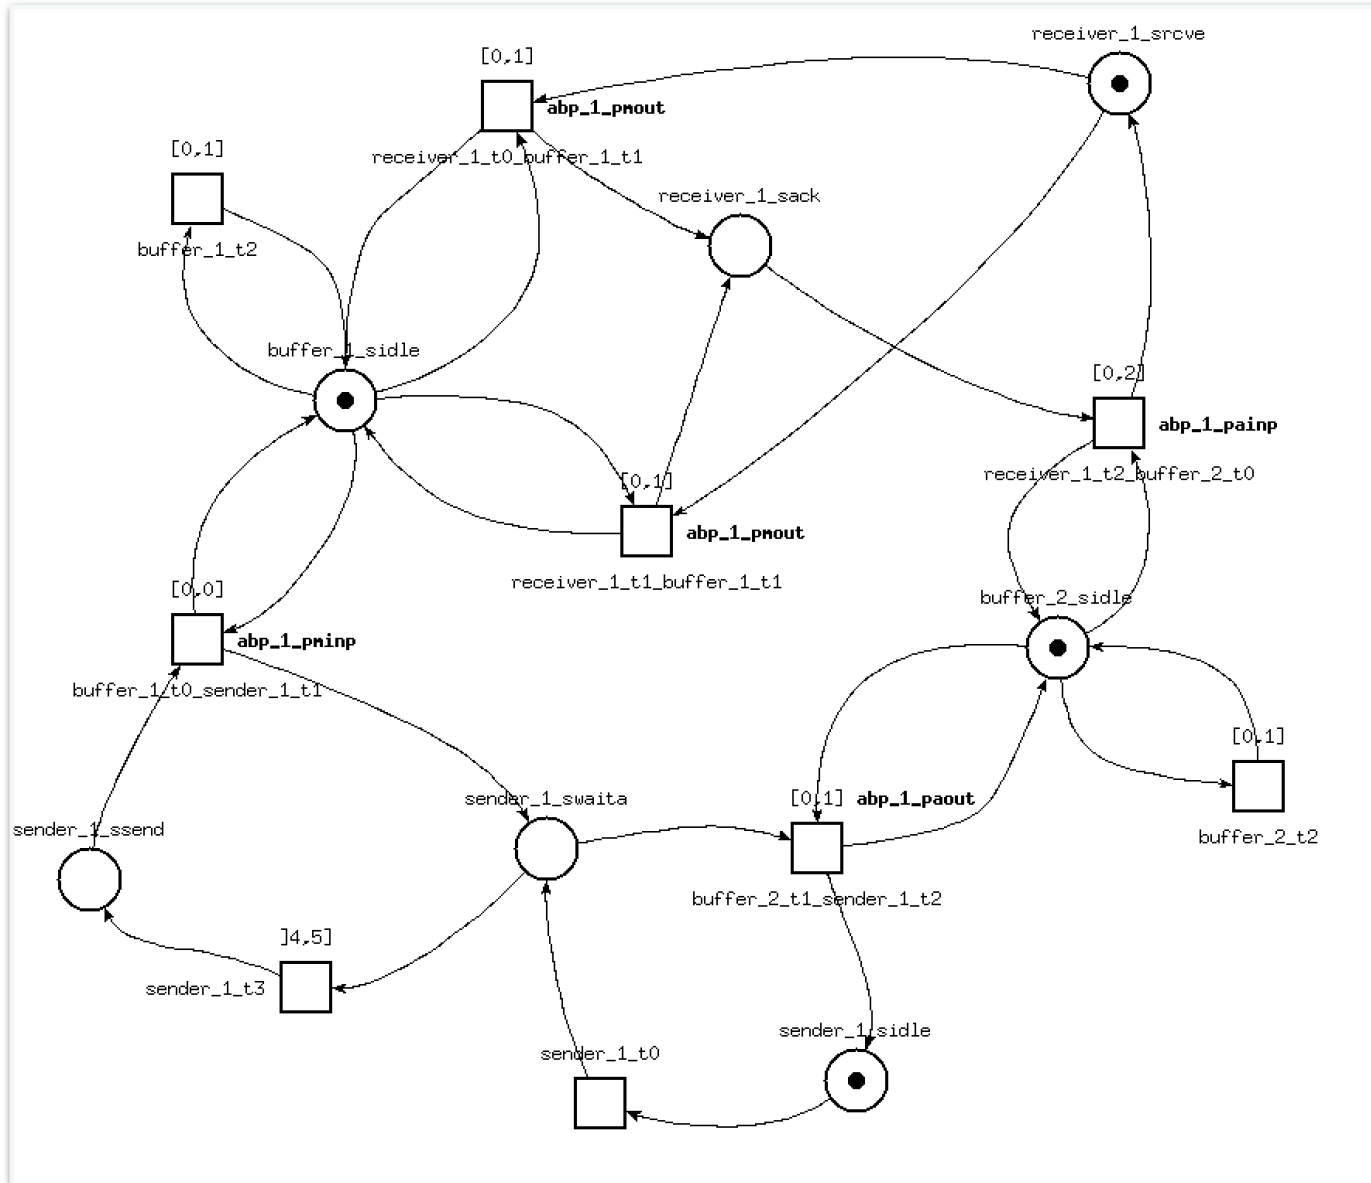 receiver_1_srcve
[0,1]
abp_1_pmout
receiver_1_t0_buffer_1_t1
[0,1]
buffer_1_t2
receiver_1_sack
buffer_1_sidle
[0,2]
abp_1_painp
receiver_1_t2_buffer_2_t0
[0,1]
abp_1_pmout
receiver_1_t1_buffer_1_t1
[0,0]
abp_1_pminp
buffer_1_t0_sender_1_t1
buffer_2_sidle
[0,1]
buffer_2_t2
sender_1_swaita
[0,1] abp_1_paout
buffer_2_t1_sender_1_t2
sender_1_ssend
]4,5]
sender_1_t3
sender_1_sidle
sender_1_t0